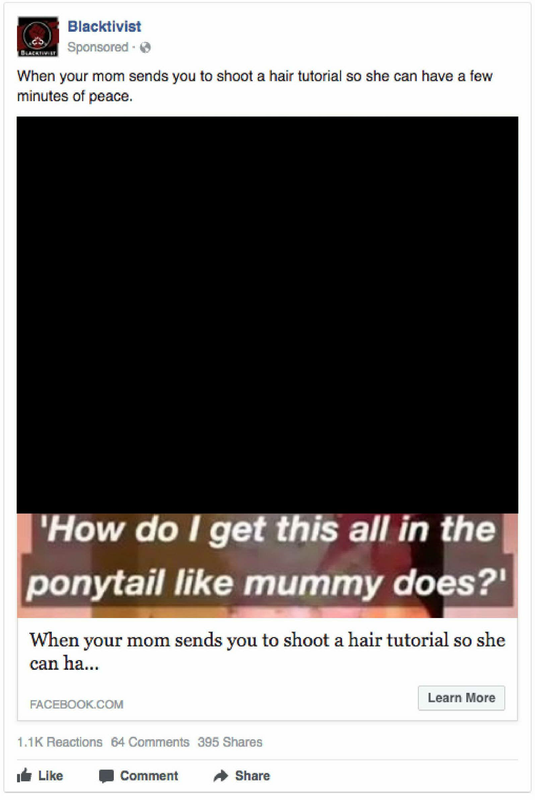 Blacktivist
Sponsored ·
BLACKTIVIST
When your mom sends you to shoot a hair tutorial so she can have a few
minutes of peace.
'How do I get this all in the
ponytail like mummy does?'
When your mom sends you to shoot a hair tutorial so she
can ha...
FACEBOOK.COM
Learn More
1.1K Reactions 64 Comments 395 Shares
Like Comment Share